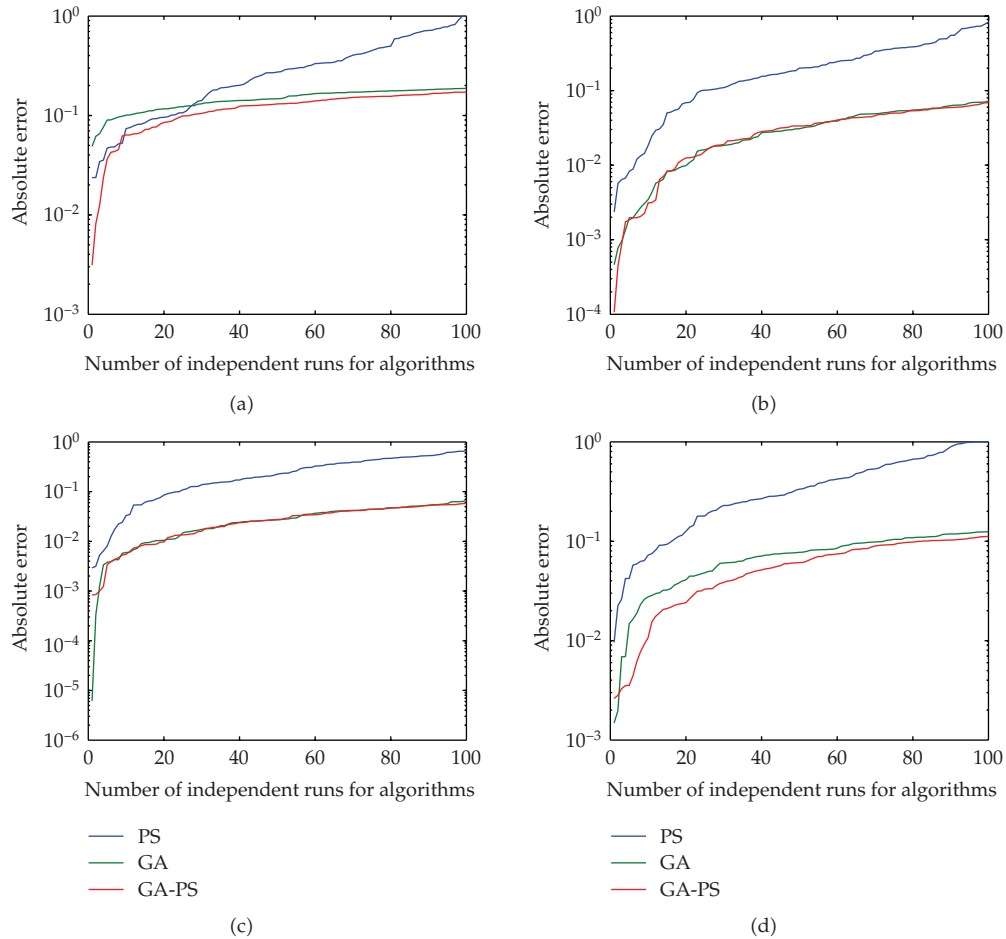 10^0
10^-1
10^-2
10^-3
Absolute error
0 20 40 60 80 100
Number of independent runs for algorithms
(a)
10^0
10^-1
10^-2
10^-3
10^-4
Absolute error
0 20 40 60 80 100
Number of independent runs for algorithms
(b)
10^0
10^-1
10^-2
10^-3
10^-4
10^-5
10^-6
Absolute error
0 20 40 60 80 100
Number of independent runs for algorithms
PS
GA
GA-PS
(c)
10^0
10^-1
10^-2
10^-3
Absolute error
0 20 40 60 80 100
Number of independent runs for algorithms
PS
GA
GA-PS
(d)